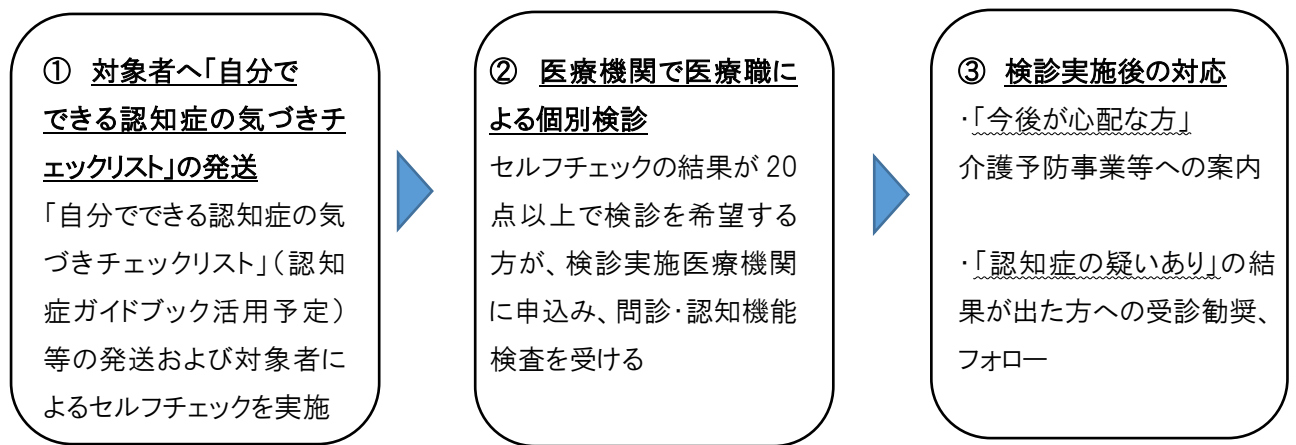 ① 対象者へ「自分で
できる認知症の気づきチ
ェックリスト」の発送
「自分でできる認知症の気
づきチェックリスト」(認知
症ガイドブック活用予定)
等の発送および対象者に
よるセルフチェックを実施
② 医療機関で医療職に
よる個別検診
セルフチェックの結果が 20
点以上で検診を希望する
方が、検診実施医療機関
に申込み、問診・認知機能
検査を受ける
③ 検診実施後の対応
・「今後が心配な方」
介護予防事業等への案内
・「認知症の疑いあり」の結
果が出た方への受診勧奨、
フォロー